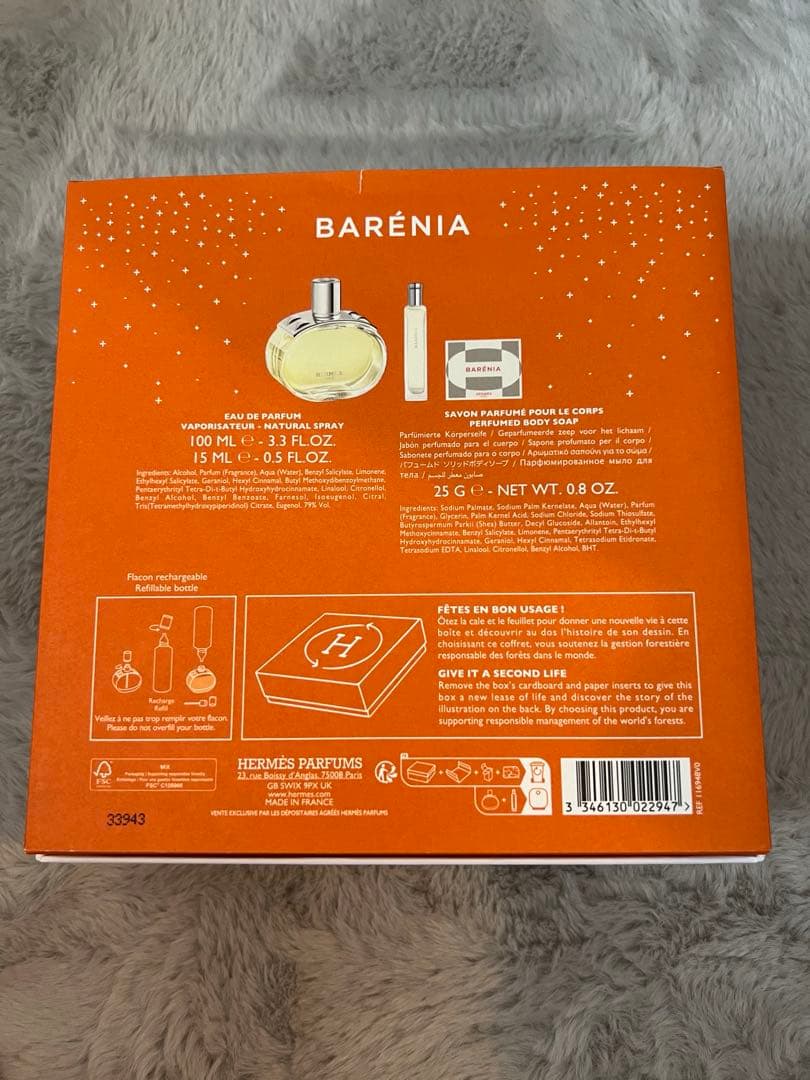 BARÉNIA
HERMÈS
BARÉNIA
EAU DE PARFUM
VAPORISATEUR - NATURAL SPRAY
100 ML ℮ - 3.3 FL.OZ.
15 ML ℮ - 0.5 FL.OZ.
Ingredients: Alcohol, Parfum (Fragrance), Aqua (Water), Benzyl Salicylate, Limonene,
Ethylhexyl Salicylate, Geraniol, Hexyl Cinnamal, Butyl Methoxydibenzoylmethane,
Pentaerythrityl Tetra-Di-t-Butyl Hydroxyhydrocinnamate, Linalool, Citronellol,
Benzyl Alcohol, Benzyl Benzoate, Farnesol, Isoeugenol, Citral,
Tris(Tetramethylhydroxypiperidinol) Citrate, Eugenol. 79% Vol.
SAVON PARFUMÉ POUR LE CORPS
PERFUMED BODY SOAP
Parfümierte Körperseife / Geparfumeerde zeep voor het lichaam /
Jabón perfumado para el cuerpo / Sapone profumato per il corpo /
Sabonete perfumado para o corpo / Αρωματικό σαπούνι για το σώμα /
パフュームド ソリッドボディソープ / Парфюмированное мыло для
тела / صابون معطر للجسم
25 G ℮ - NET WT. 0.8 OZ.
Ingredients: Sodium Palmate, Sodium Palm Kernelate, Aqua (Water), Parfum
(Fragrance), Glycerin, Palm Kernel Acid, Sodium Chloride, Sodium Thiosulfate,
Butyrospermum Parkii (Shea) Butter, Decyl Glucoside, Allantoin, Ethylhexyl
Methoxycinnamate, Benzyl Salicylate, Limonene, Pentaerythrityl Tetra-Di-t-Butyl
Hydroxyhydrocinnamate, Geraniol, Hexyl Cinnamal, Tetrasodium Etidronate,
Tetrasodium EDTA, Linalool, Citronellol, Benzyl Alcohol, BHT.
Flacon rechargeable
Refillable bottle
Recharge
Refill
Veillez à ne pas trop remplir votre flacon.
Please do not overfill your bottle.
H
FÊTES EN BON USAGE !
Ôtez la cale et le feuillet pour donner une nouvelle vie à cette
boîte et découvrir au dos l'histoire de son dessin. En
choisissant ce coffret, vous soutenez la gestion forestière
responsable des forêts dans le monde.
GIVE IT A SECOND LIFE
Remove the box's cardboard and paper inserts to give this
box a new lease of life and discover the story of the
illustration on the back. By choosing this product, you are
supporting responsible management of the world's forests.
FSC
MIX
Packaging | Supporting responsible forestry
FSC® C128960
HERMÈS PARFUMS
23, rue Boissy d'Anglas, 75008 Paris
GB SW1X 9PX UK
www.hermes.com
MADE IN FRANCE
VENTE EXCLUSIVE PAR LES DÉPOSITAIRES AGRÉÉS HERMÈS PARFUMS
FR
3 346130 022947 >
REF 116948V0
33943